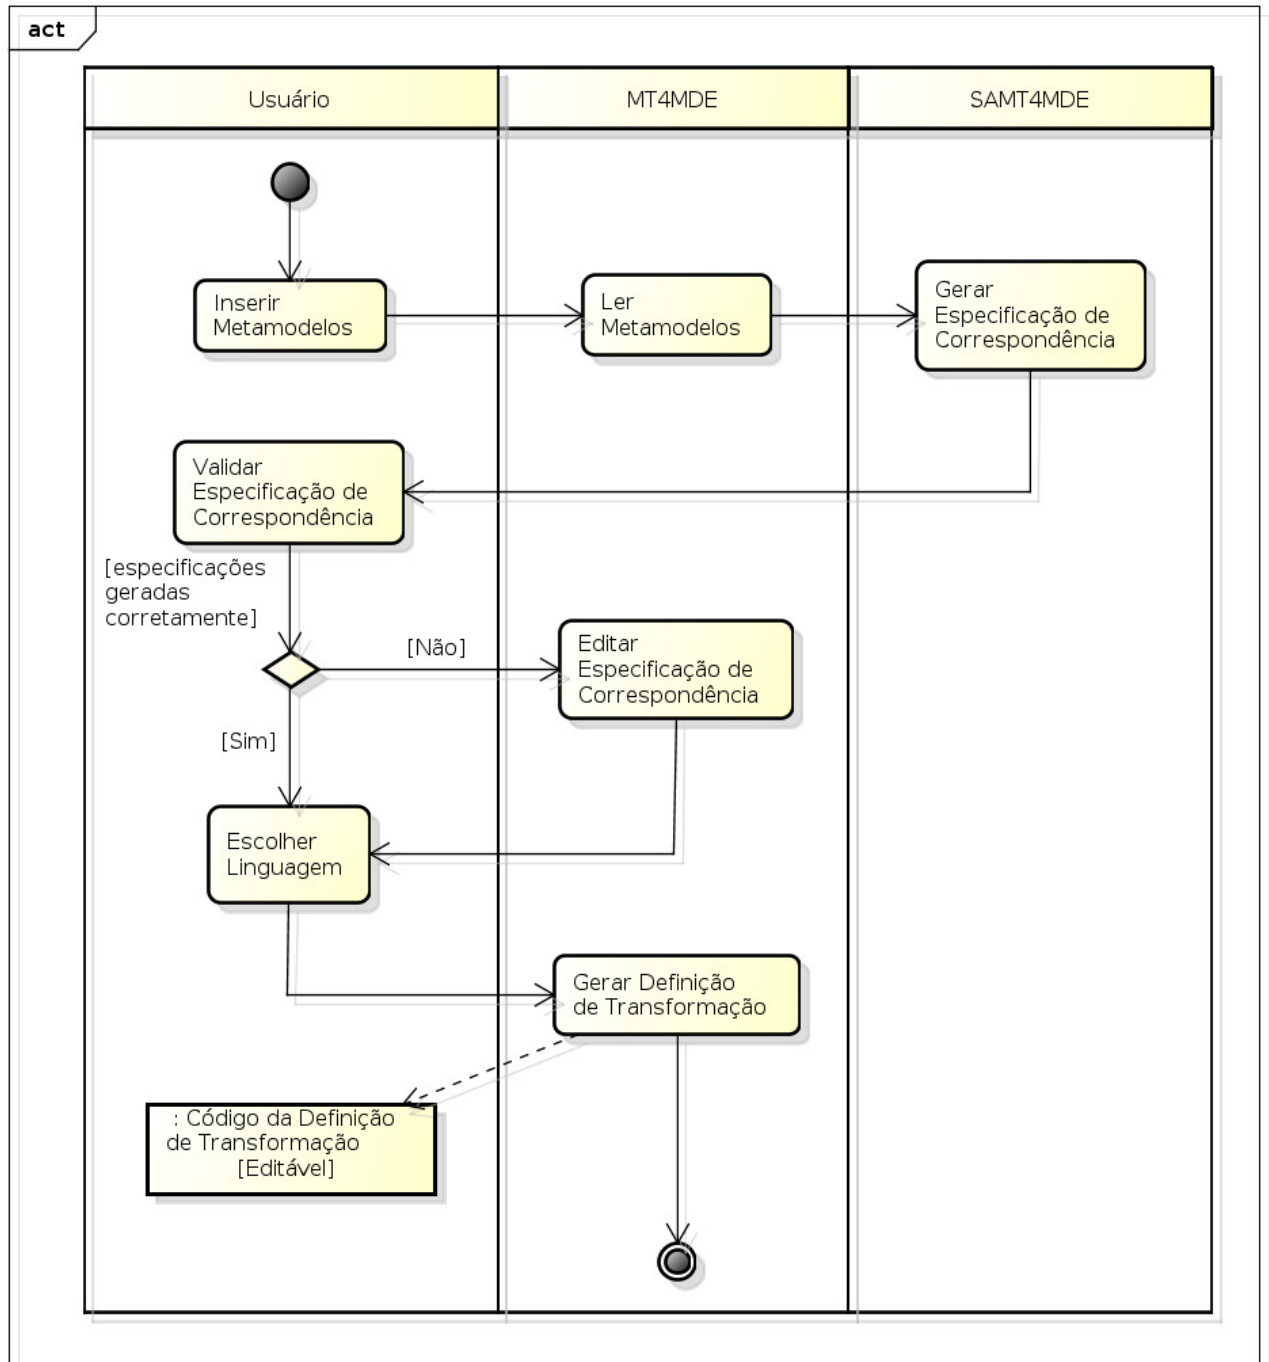 act
Usuário
MT4MDE
SAMT4MDE
Inserir
Metamodelos
Ler
Metamodelos
Gerar
Especificação de
Correspondência
Validar
Especificação de
Correspondência
[especificações
geradas
corretamente]
[Não]
Editar
Especificação de
Correspondência
[Sim]
Escolher
Linguagem
Gerar Definição
de Transformação
: Código da Definição
de Transformação
[Editável]